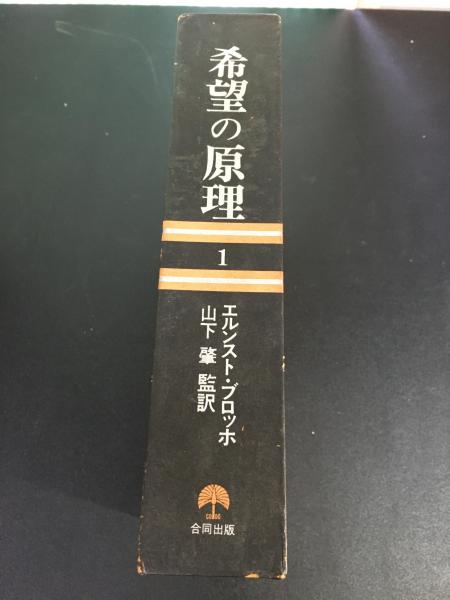 希望の原理
1
エルンスト・ブロッホ
山下肇 監訳
GODO
合同出版